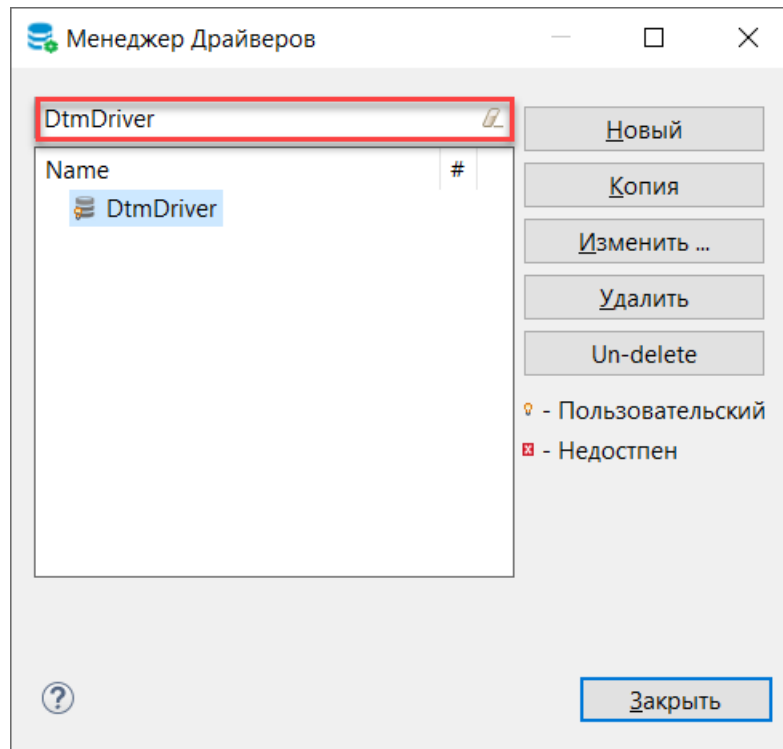 Менеджер Драйверов
DtmDriver
Name #
DtmDriver
Новый
Копия
Изменить ...
Удалить
Un-delete
- Пользовательский
- Недостпен
Закрыть